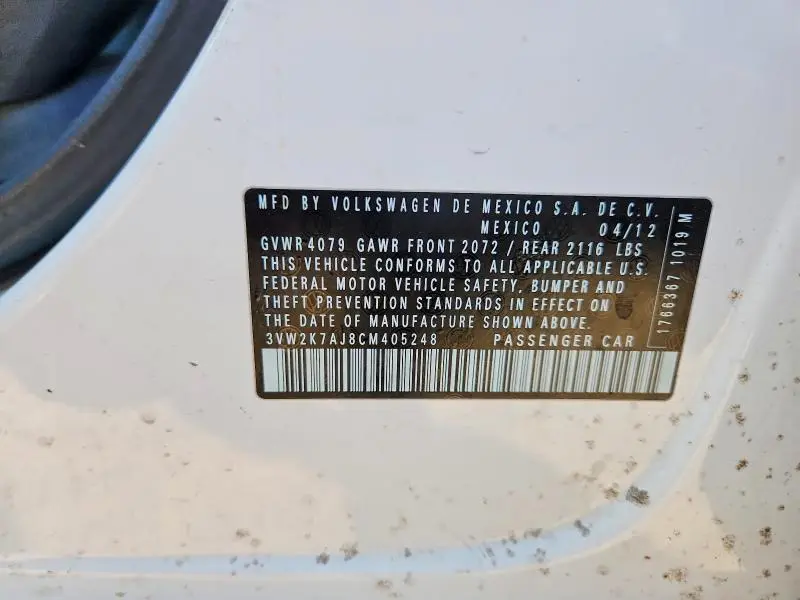 MFD BY VOLKSWAGEN DE MEXICO S.A. DE C.V.
MEXICO 04/12
GVWR 4079 GAWR FRONT 2072 / REAR 2116 LBS
THIS VEHICLE CONFORMS TO ALL APPLICABLE U.S.
FEDERAL MOTOR VEHICLE SAFETY, BUMPER AND
THEFT PREVENTION STANDARDS IN EFFECT ON
THE DATE OF MANUFACTURE SHOWN ABOVE.
3VW2K7AJ8CM405248 PASSENGER CAR
1766367 1019 M